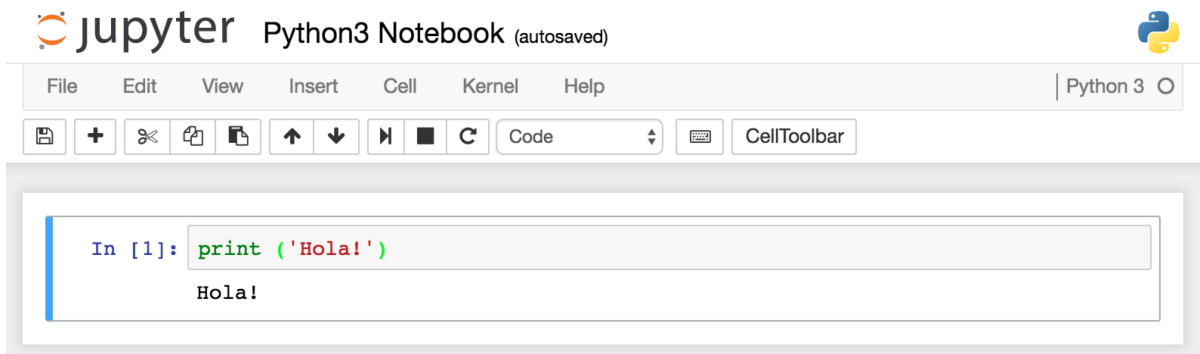 jupyter Python3 Notebook (autosaved)
File Edit View Insert Cell Kernel Help Python 3
Code CellToolbar
In [1]: print ('Hola!')
Hola!